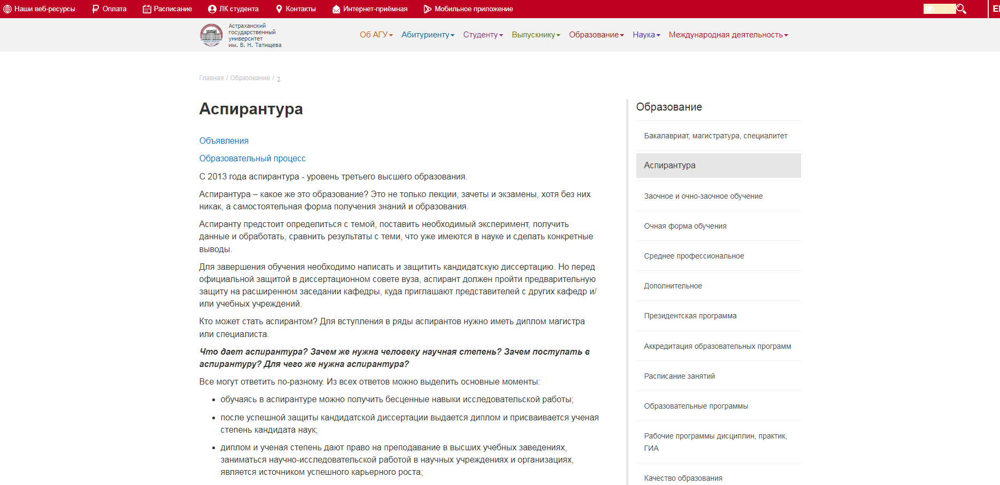 Наши веб-ресурсы Оплата Расписание ЛК студента Контакты Интернет-приёмная Мобильное приложение
Астраханский
государственный
университет
им. В. Н. Татищева
Об АГУ Абитуриенту Студенту Выпускнику Образование Наука Международная деятельность
Главная / Образование /
Аспирантура
Объявления
Образовательный процесс
С 2013 года аспирантура - уровень третьего высшего образования.
Аспирантура – какое же это образование? Это не только лекции, зачеты и экзамены, хотя без них
никак, а самостоятельная форма получения знаний и образования.
Аспиранту предстоит определиться с темой, поставить необходимый эксперимент, получить
данные и обработать, сравнить результаты с теми, что уже имеются в науке и сделать конкретные
выводы.
Для завершения обучения необходимо написать и защитить кандидатскую диссертацию. Но перед
официальной защитой в диссертационном совете вуза, аспирант должен пройти предварительную
защиту на расширенном заседании кафедры, куда приглашают представителей с других кафедр и/
или учебных учреждений.
Кто может стать аспирантом? Для вступления в ряды аспирантов нужно иметь диплом магистра
или специалиста.
Что дает аспирантура? Зачем же нужна человеку научная степень? Зачем поступать в
аспирантуру? Для чего же нужна аспирантура?
Все могут ответить по-разному. Из всех ответов можно выделить основные моменты:
• обучаясь в аспирантуре можно получить бесценные навыки исследовательской работы;
• после успешной защиты кандидатской диссертации выдается диплом и присваивается ученая
степень кандидата наук;
• диплом и ученая степень дают право на преподавание в высших учебных заведениях,
заниматься научно-исследовательской работой в научных учреждениях и организациях,
является источником успешного карьерного роста;
Образование
Бакалавриат, магистратура, специалитет
Аспирантура
Заочное и очно-заочное обучение
Очная форма обучения
Среднее профессиональное
Дополнительное
Президентская программа
Аккредитация образовательных программ
Расписание занятий
Образовательные программы
Рабочие программы дисциплин, практик,
ГИА
Качество образования